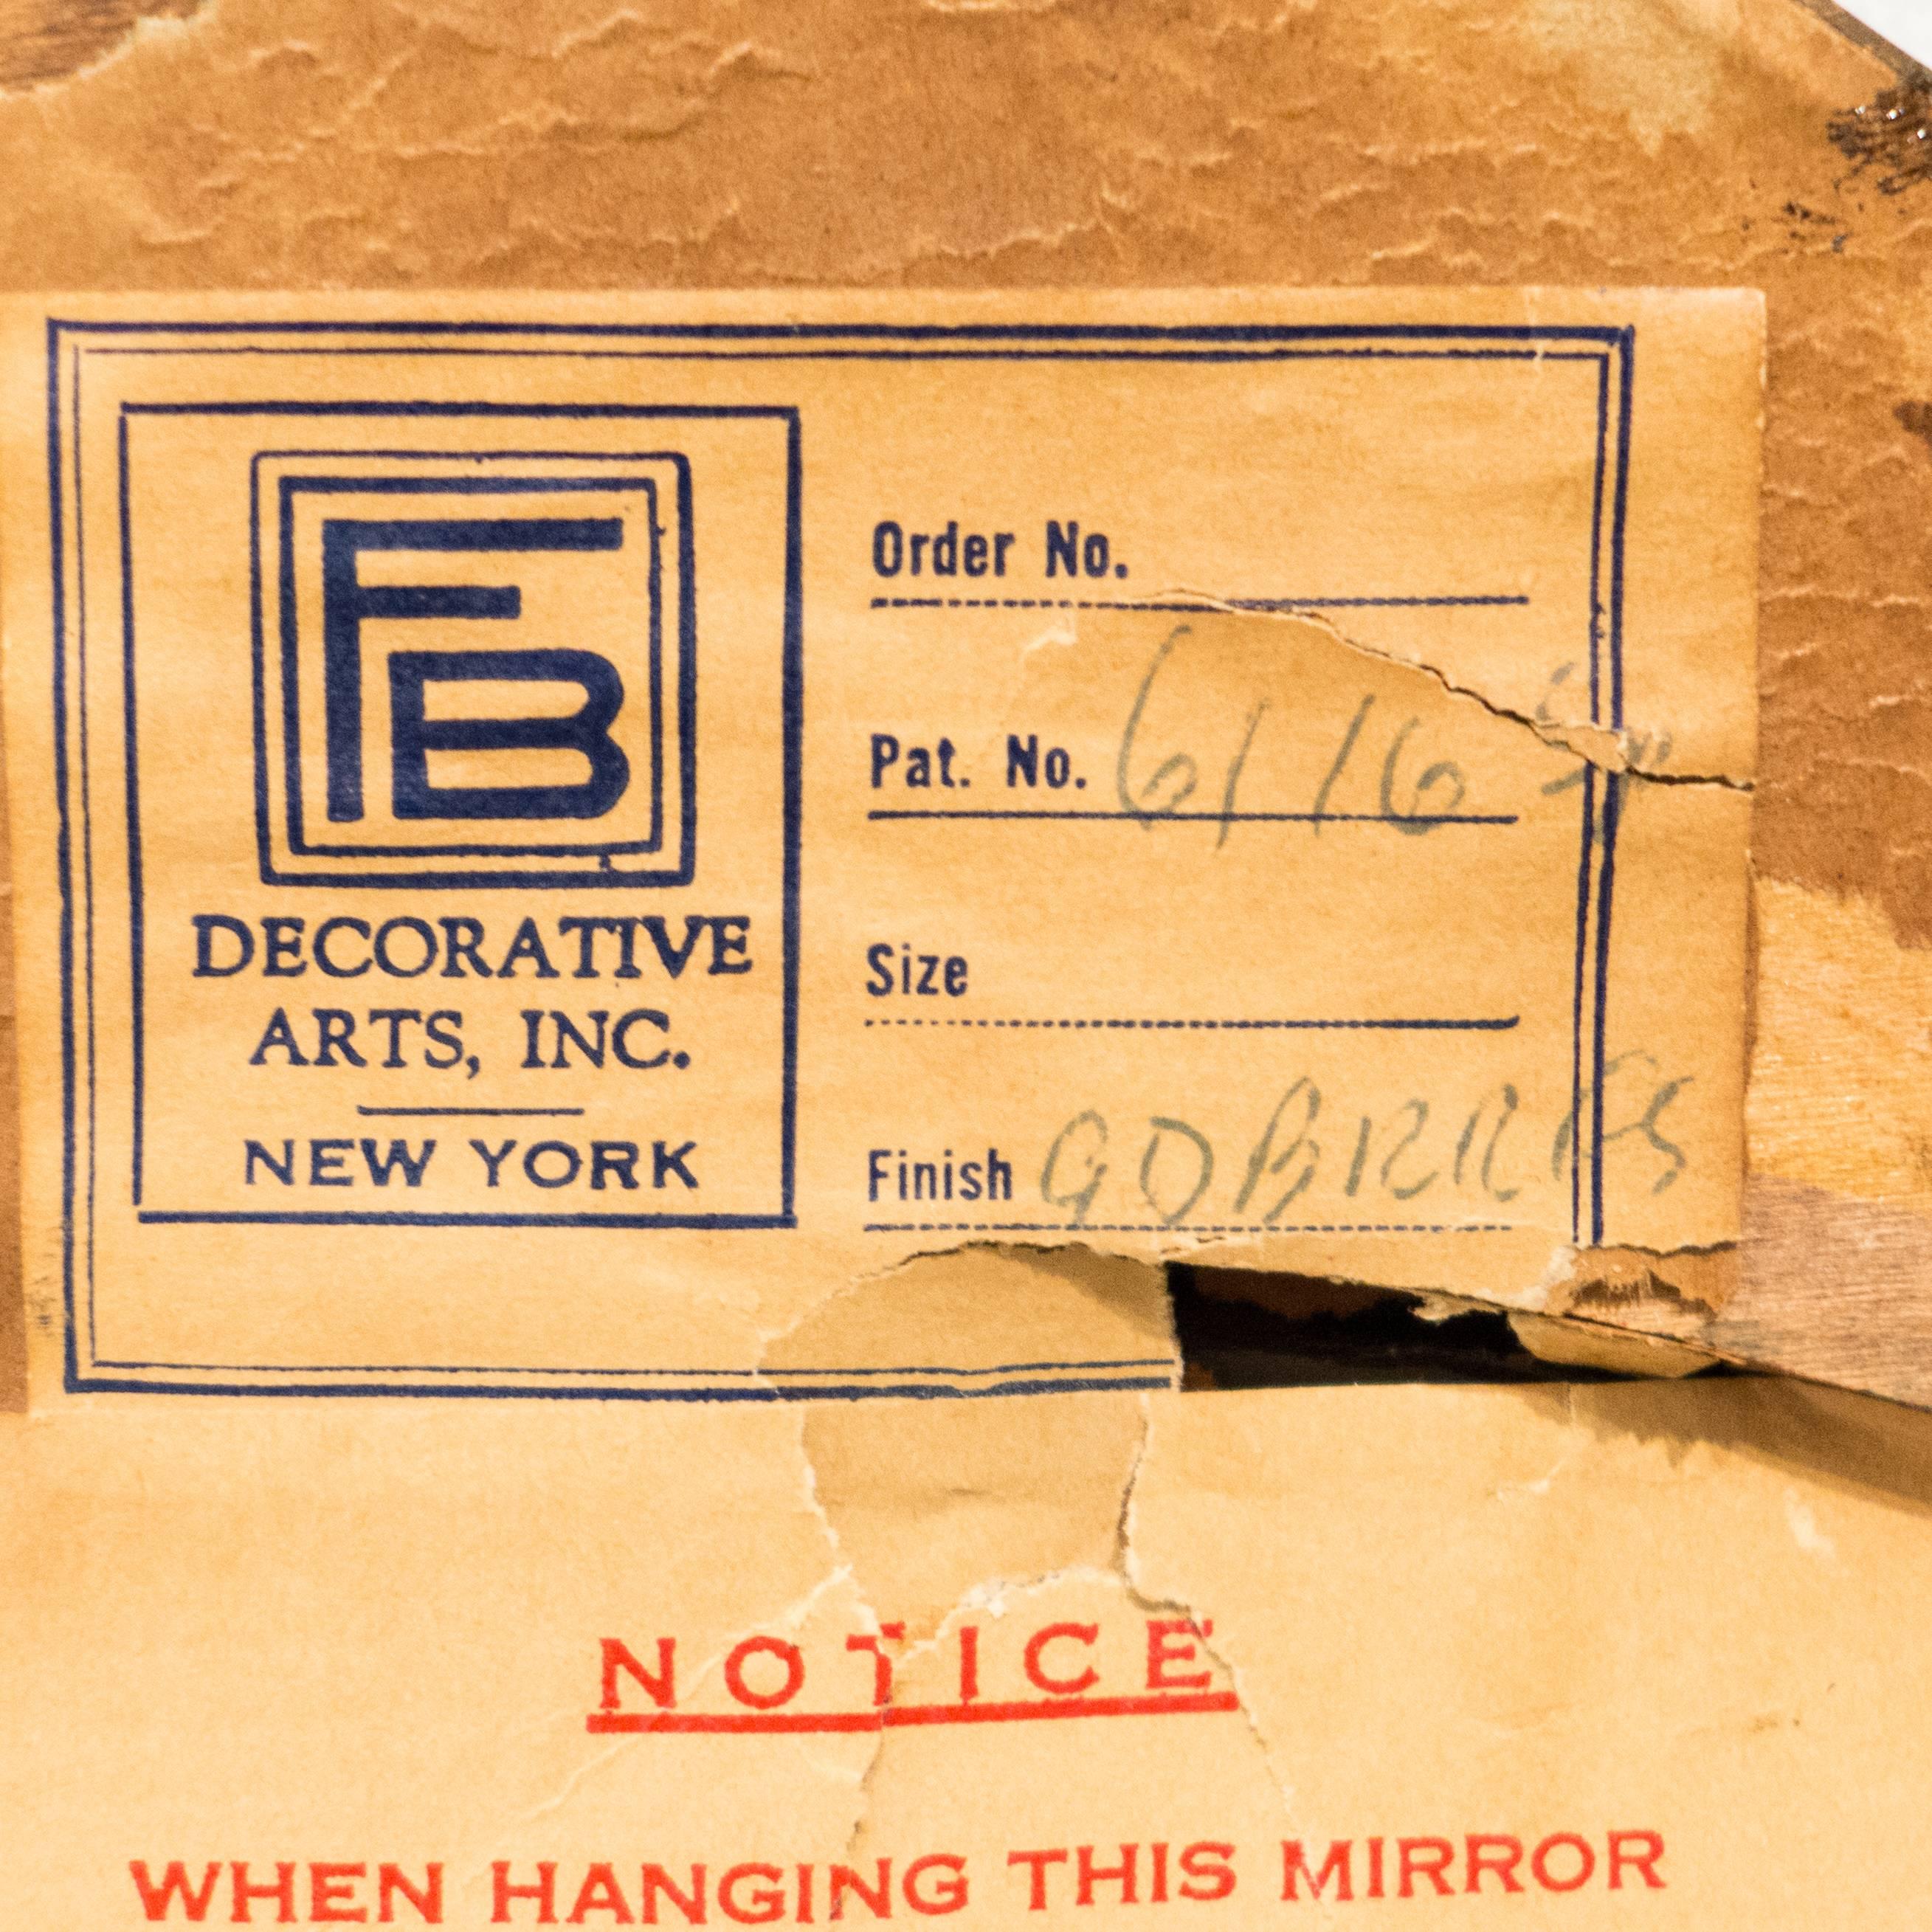 FB
DECORATIVE
ARTS, INC.
NEW YORK
Order No.
Pat. No. 6116
Size
Finish
NOTICE
WHEN HANGING THIS MIRROR